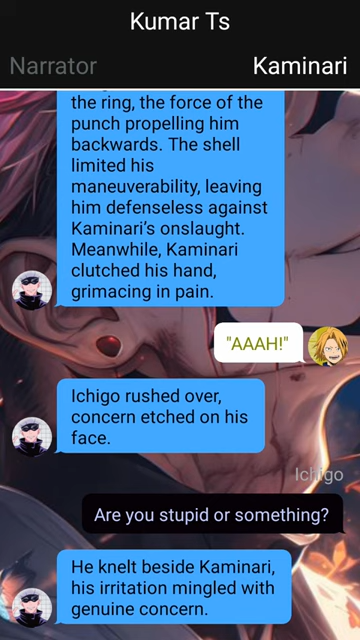 Kumar Ts
Narrator
Kaminari
the ring, the force of the
punch propelling him
backwards. The shell
limited his
maneuverability, leaving
him defenseless against
Kaminari's onslaught.
Meanwhile, Kaminari
clutched his hand,
grimacing in pain.
"AAAH!"
Ichigo rushed over,
concern etched on his
face.
Ichigo
Are you stupid or something?
He knelt beside Kaminari,
his irritation mingled with
genuine concern.